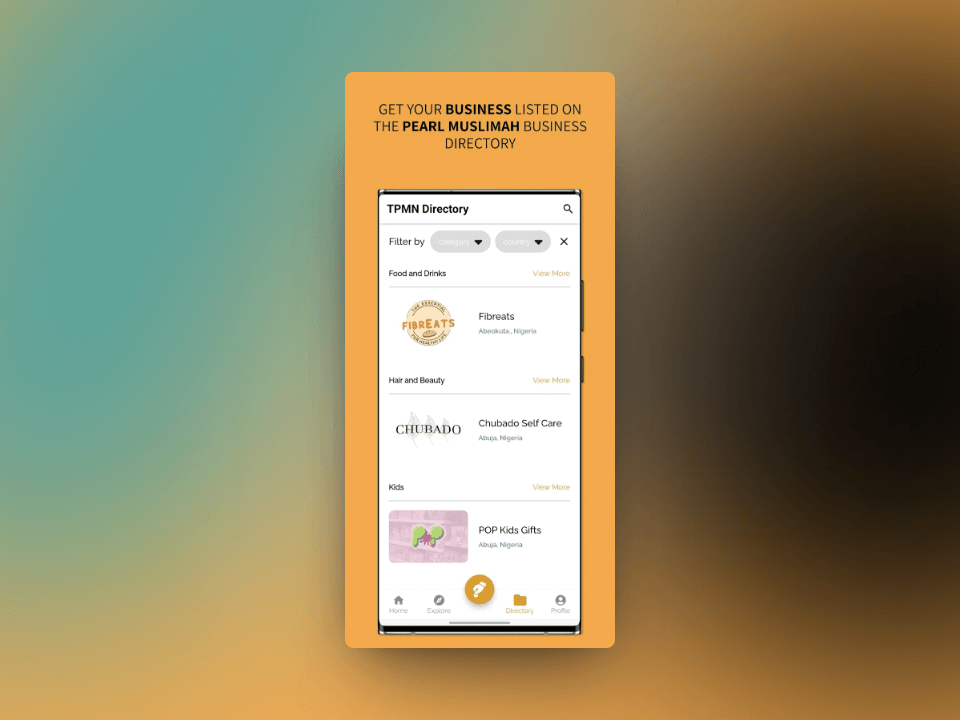 GET YOUR BUSINESS LISTED ON
THE PEARL MUSLIMAH BUSINESS
DIRECTORY
TPMN Directory
Filter by category country
Food and Drinks View More
THE ESSENTIAL
FIBREATS
FOR HEALTHY LIFE
Fibreats
Abeokuta., Nigeria
Hair and Beauty View More
CHUBADO
Chubado Self Care
Abuja, Nigeria
Kids View More
POP
POP Kids Gifts
Abuja, Nigeria
Home Explore Directory Profile